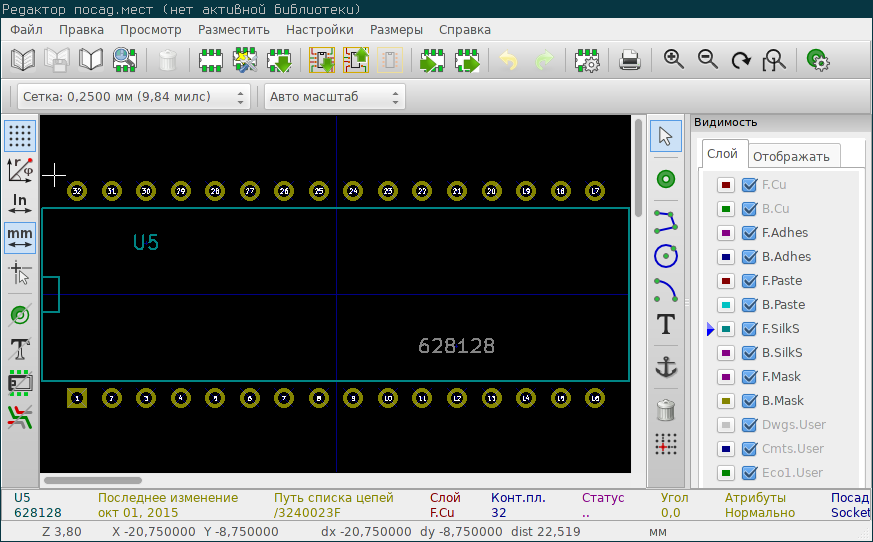 Редактор посад.мест (нет активной библиотеки)
Файл Правка Просмотр Разместить Настройки Размеры Справка
Сетка: 0,2500 мм (9,84 милс) Авто масштаб
Видимость
Слой Отображать
In
mm
32 31 30 29 28 27 26 25 24 23 22 21 20 19 18 17
U5
628128
1 2 3 4 5 6 7 8 9 10 11 12 13 14 15 16
F.Cu
B.Cu
F.Adhes
B.Adhes
F.Paste
B.Paste
F.SilkS
B.SilkS
F.Mask
B.Mask
Dwgs.User
Cmts.User
Eco1.User
U5 Последнее изменение Путь списка цепей Слой Конт.пл. Статус Угол Атрибуты Посад
628128 окт 01, 2015 /3240023F F.Cu 32 .. 0,0 Нормально Socket
Z 3,80 X -20,750000 Y -8,750000 dx -20,750000 dy -8,750000 dist 22,519 мм